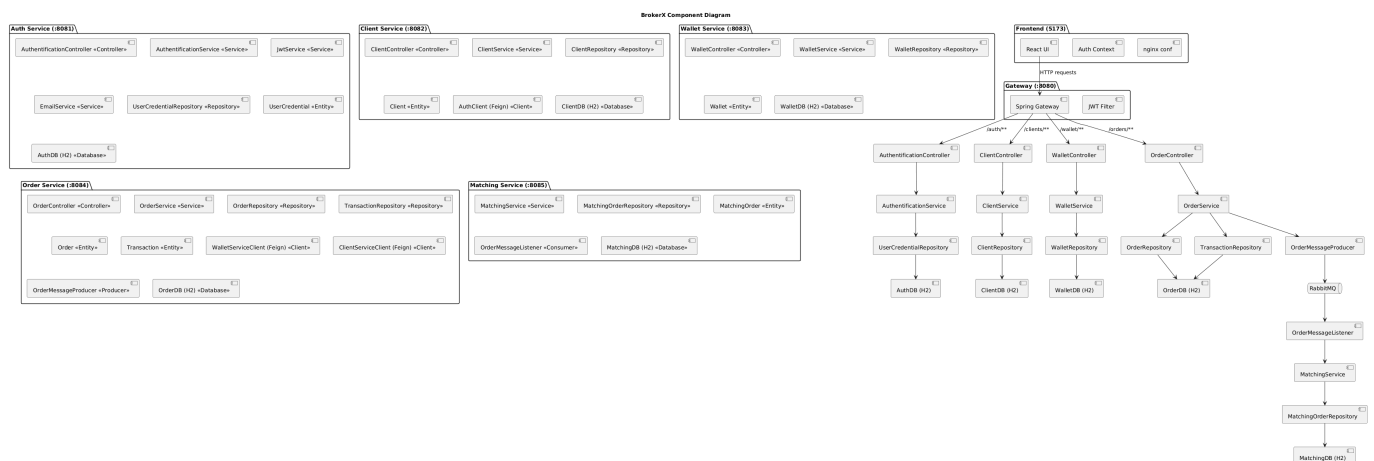 BrokerX Component Diagram
Auth Service (:8081)
AuthentificationController «Controller»
AuthentificationService «Service»
JwtService «Service»
EmailService «Service»
UserCredentialRepository «Repository»
UserCredential «Entity»
AuthDB (H2) «Database»
Client Service (:8082)
ClientController «Controller»
ClientService «Service»
ClientRepository «Repository»
Client «Entity»
AuthClient (Feign) «Client»
ClientDB (H2) «Database»
Wallet Service (:8083)
WalletController «Controller»
WalletService «Service»
WalletRepository «Repository»
Wallet «Entity»
WalletDB (H2) «Database»
Frontend (5173)
React UI
Auth Context
nginx conf
HTTP requests
Gateway (:8080)
Spring Gateway
JWT Filter
/auth/**
/clients/**
/wallet/**
/orders/**
AuthentificationController
ClientController
WalletController
OrderController
Order Service (:8084)
OrderController «Controller»
OrderService «Service»
OrderRepository «Repository»
TransactionRepository «Repository»
Order «Entity»
Transaction «Entity»
WalletServiceClient (Feign) «Client»
ClientServiceClient (Feign) «Client»
OrderMessageProducer «Producer»
OrderDB (H2) «Database»
Matching Service (:8085)
MatchingService «Service»
MatchingOrderRepository «Repository»
MatchingOrder «Entity»
OrderMessageListener «Consumer»
MatchingDB (H2) «Database»
AuthentificationService
ClientService
WalletService
OrderService
UserCredentialRepository
ClientRepository
WalletRepository
OrderRepository
TransactionRepository
OrderMessageProducer
AuthDB (H2)
ClientDB (H2)
WalletDB (H2)
OrderDB (H2)
RabbitMQ
OrderMessageListener
MatchingService
MatchingOrderRepository
MatchingDB (H2)